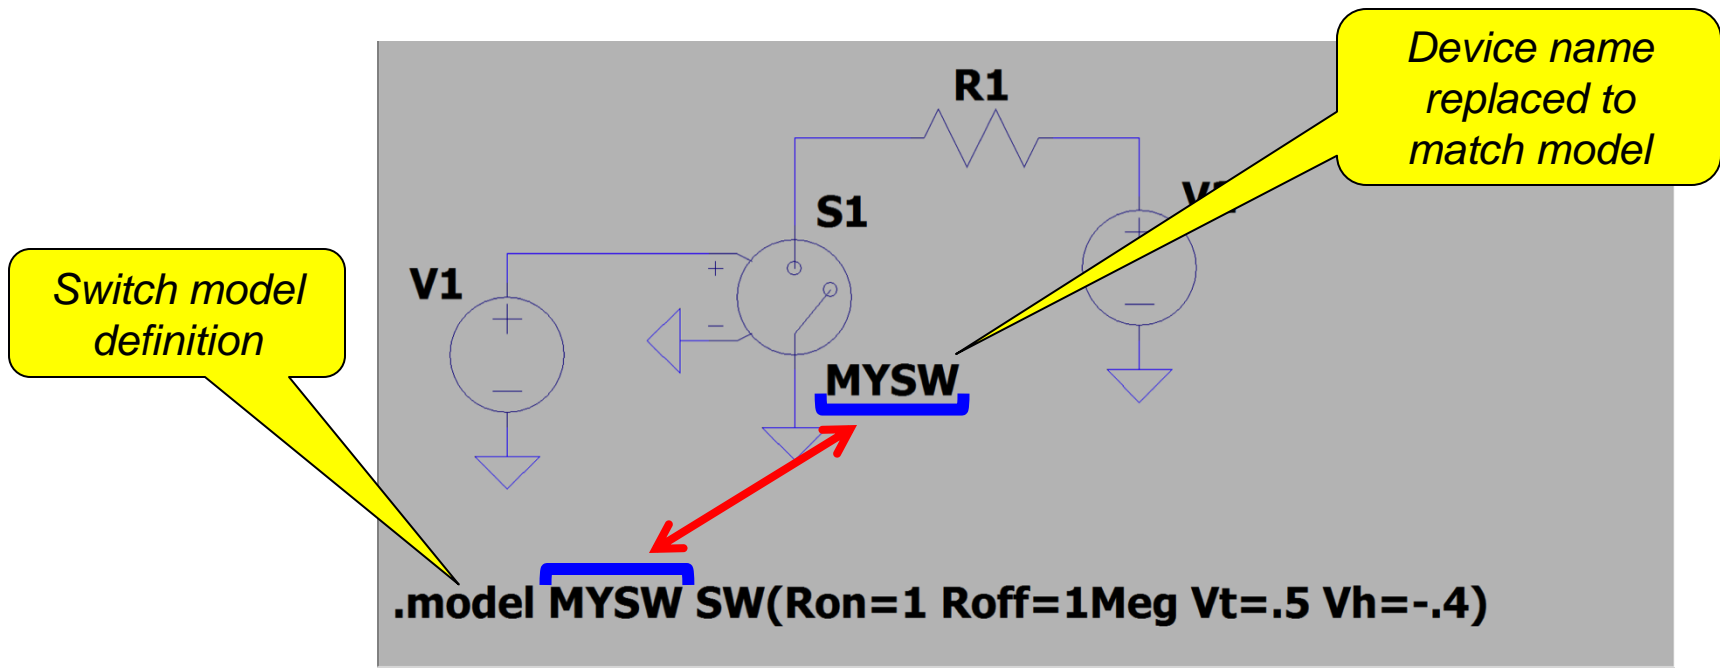 Device name
replaced to
match model
R1
S1
V1
+
−
+
−
+
−
Switch model
definition
MYSW
.model MYSW SW(Ron=1 Roff=1Meg Vt=.5 Vh=-.4)